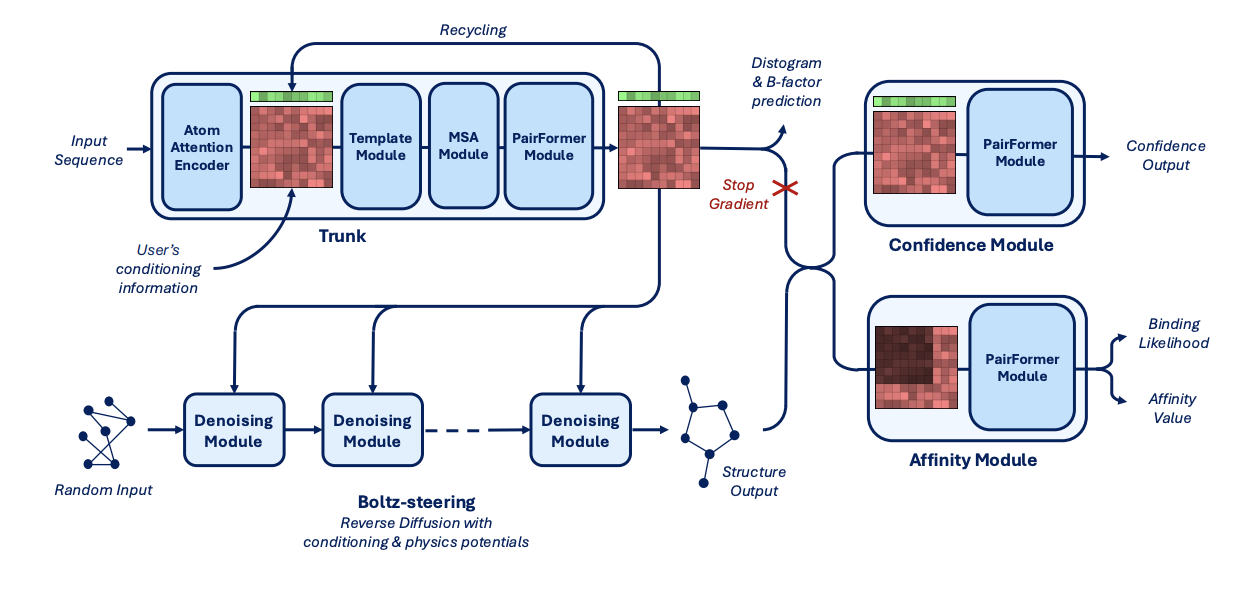 Recycling
Distogram
& B-factor
prediction
Input
Sequence
Atom
Attention
Encoder
Template
Module
MSA
Module
PairFormer
Module
Stop
Gradient
PairFormer
Module
Confidence
Output
Trunk
Confidence Module
User’s
conditioning
information
Binding
Likelihood
PairFormer
Module
Affinity
Value
Denoising
Module
Denoising
Module
Denoising
Module
Affinity Module
Random Input
Structure
Output
Boltz-steering
Reverse Diffusion with
conditioning & physics potentials